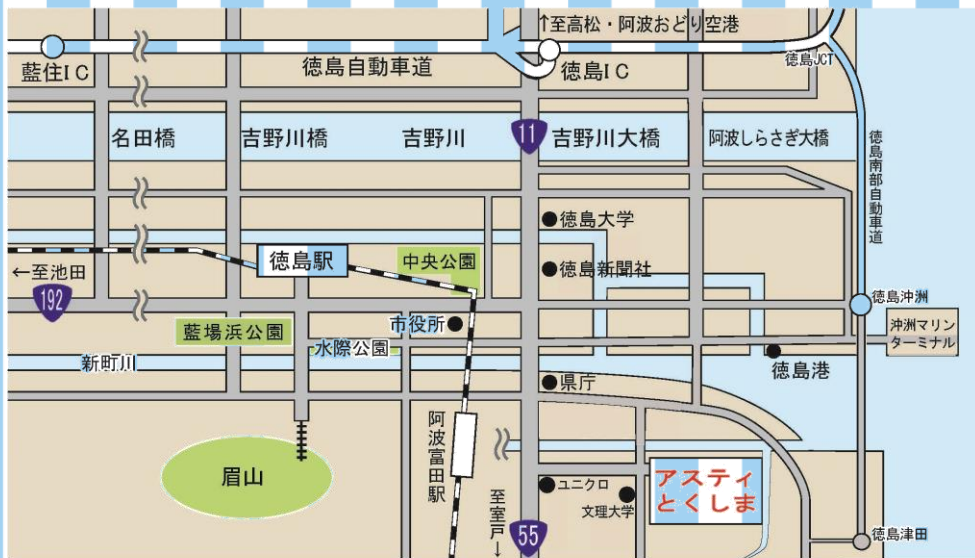 ↑至高松・阿波おどり空港
藍住IC
徳島自動車道
徳島IC
徳島JCT
名田橋
吉野川橋
吉野川
11
吉野川大橋
阿波しらさぎ大橋
徳島南部自動車道
徳島大学
徳島駅
中央公園
徳島新聞社
←至池田
192
徳島沖洲
藍場浜公園
市役所
沖洲マリン
ターミナル
水際公園
新町川
徳島港
県庁
阿波富田駅
眉山
ユニクロ
文理大学
アスティ
とくしま
至室戸→
55
徳島津田